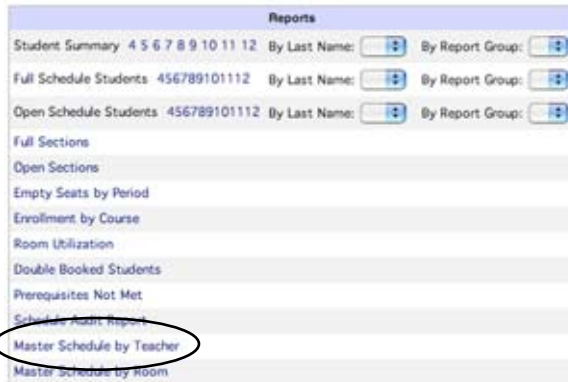 Reports
Student Summary 4 5 6 7 8 9 10 11 12 By Last Name: By Report Group:
Full Schedule Students 456789101112 By Last Name: By Report Group:
Open Schedule Students 456789101112 By Last Name: By Report Group:
Full Sections
Open Sections
Empty Seats by Period
Enrollment by Course
Room Utilization
Double Booked Students
Prerequisites Not Met
Schedule Audit Report
Master Schedule by Teacher
Master Schedule by Room